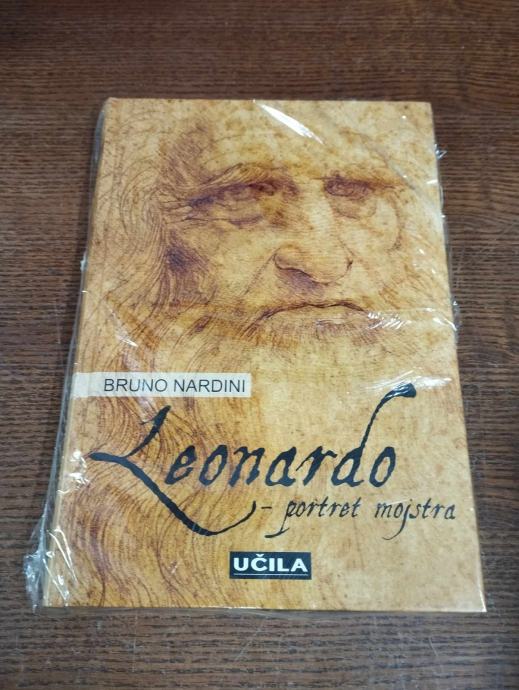 BRUNO NARDINI
Leonardo
- portret mojstra
UČILA